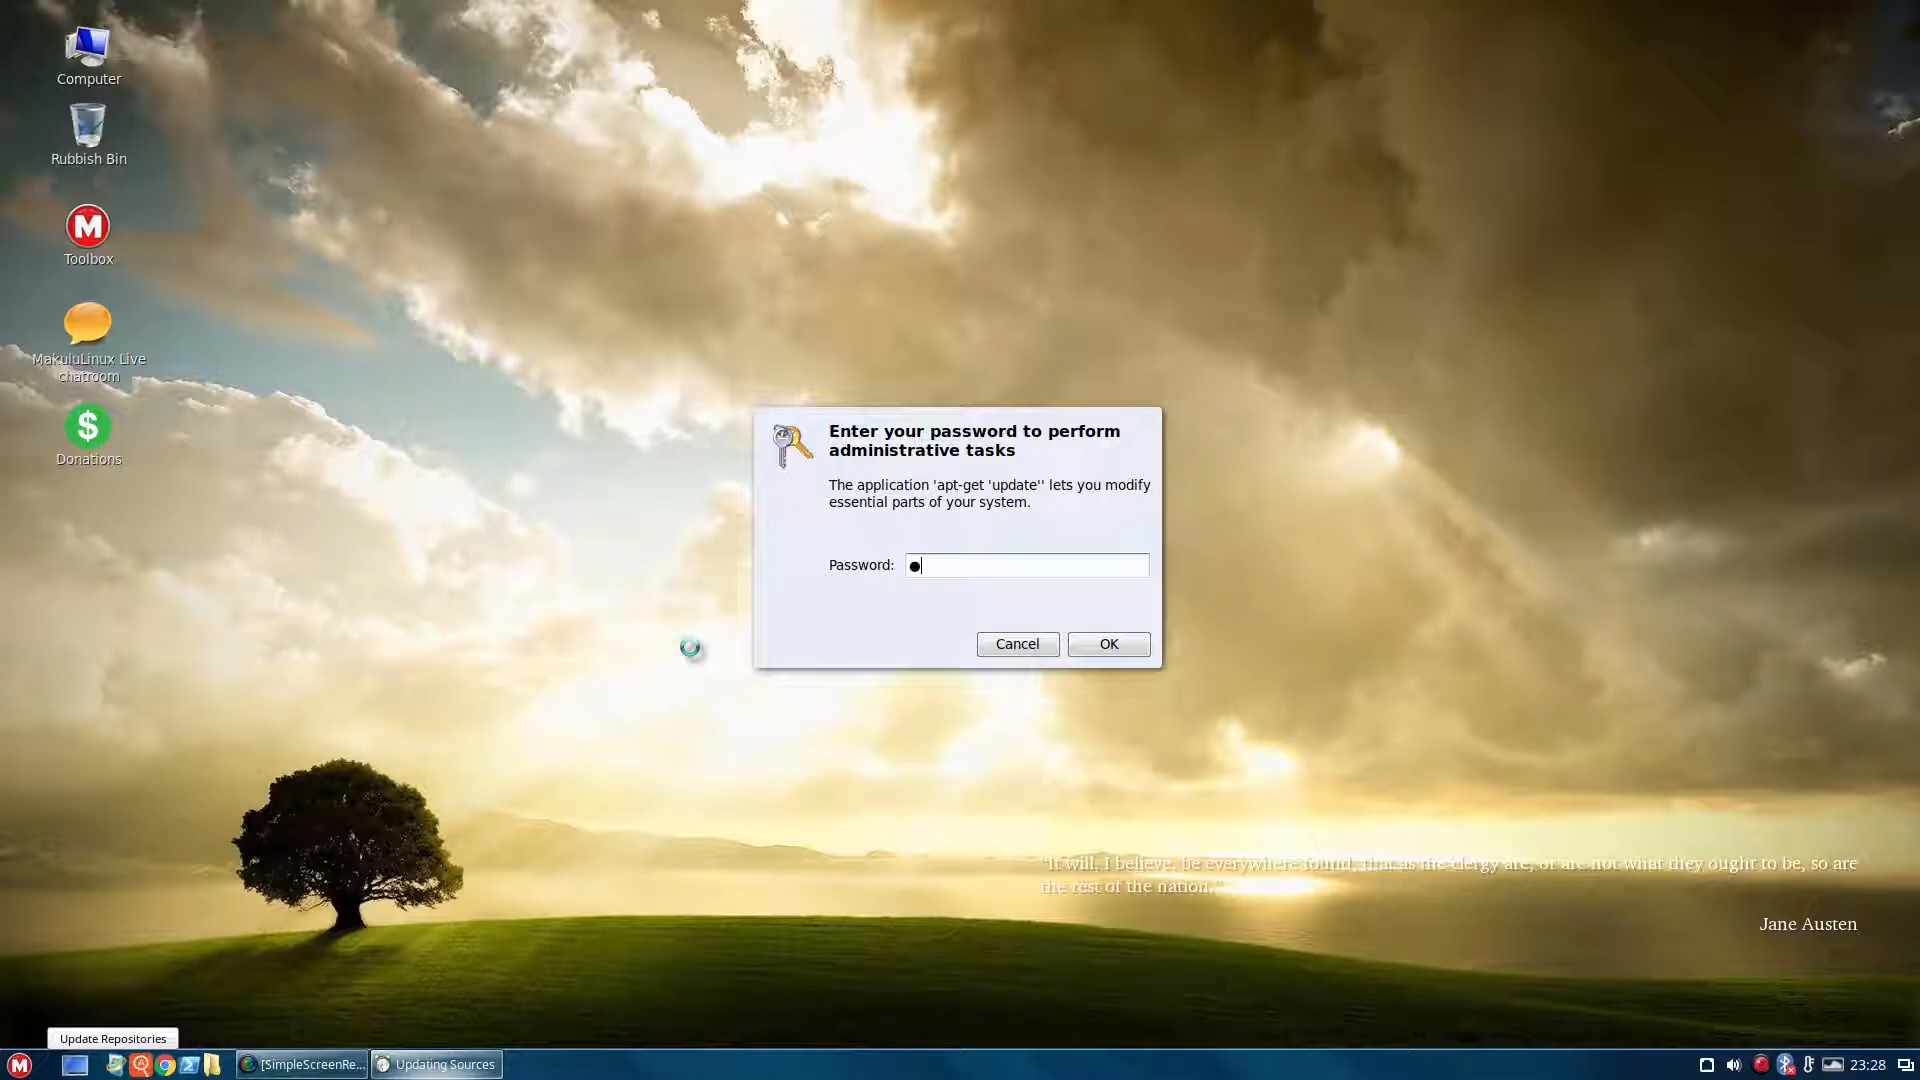 Computer
Rubbish Bin
M
Toolbox
MakuluLinux Live
chatroom
$
Donations
Enter your password to perform
administrative tasks
The application 'apt-get 'update'' lets you modify
essential parts of your system.
Password:
Cancel
OK
"It will, I believe, be everywhere found, that as the clergy are, or are not what they ought to be, so are
the rest of the nation."
Jane Austen
Update Repositories
M
[SimpleScreenRe...
Updating Sources
23:28